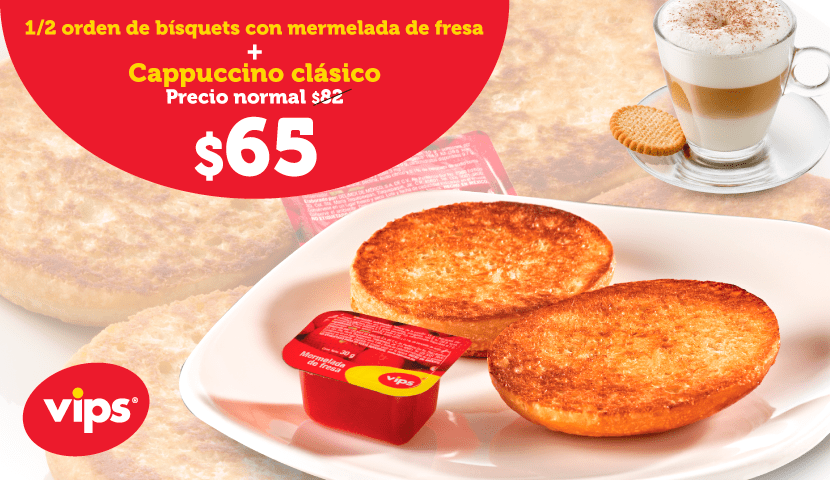 1/2 orden de bísquets con mermelada de fresa
+
Cappuccino clásico
Precio normal $82
$65
Mermelada
de fresa
vips
vips®